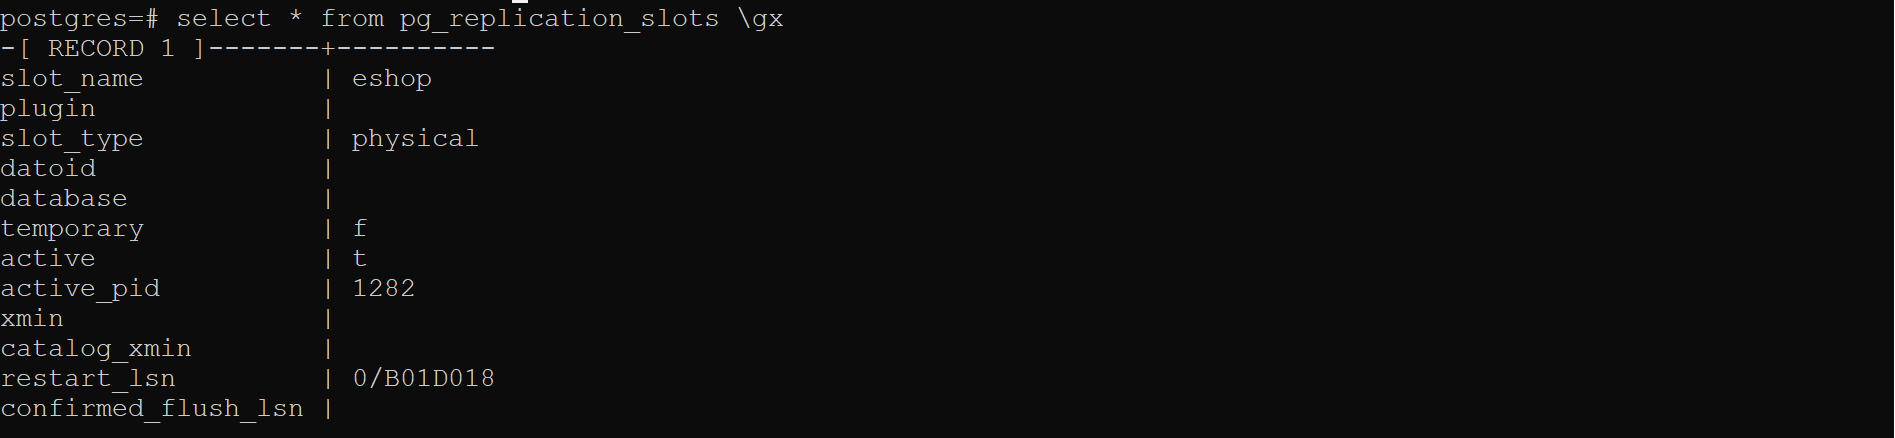 postgres=# select * from pg_replication_slots \gx
-[ RECORD 1 ]-------+----------
slot_name           | eshop
plugin              |
slot_type           | physical
datoid              |
database            |
temporary           | f
active              | t
active_pid          | 1282
xmin                |
catalog_xmin        |
restart_lsn         | 0/B01D018
confirmed_flush_lsn |